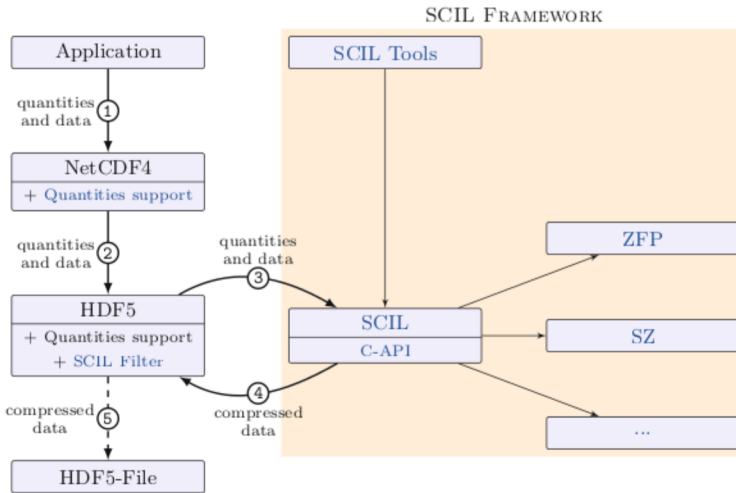 SCIL FRAMEWORK
Application
SCIL Tools
quantities
and data
1
NetCDF4
+ Quantities support
quantities
and data
2
quantities
and data
3
ZFP
HDF5
+ Quantities support
+ SCIL Filter
SCIL
C-API
SZ
4
compressed
data
compressed
data
5
...
HDF5-File